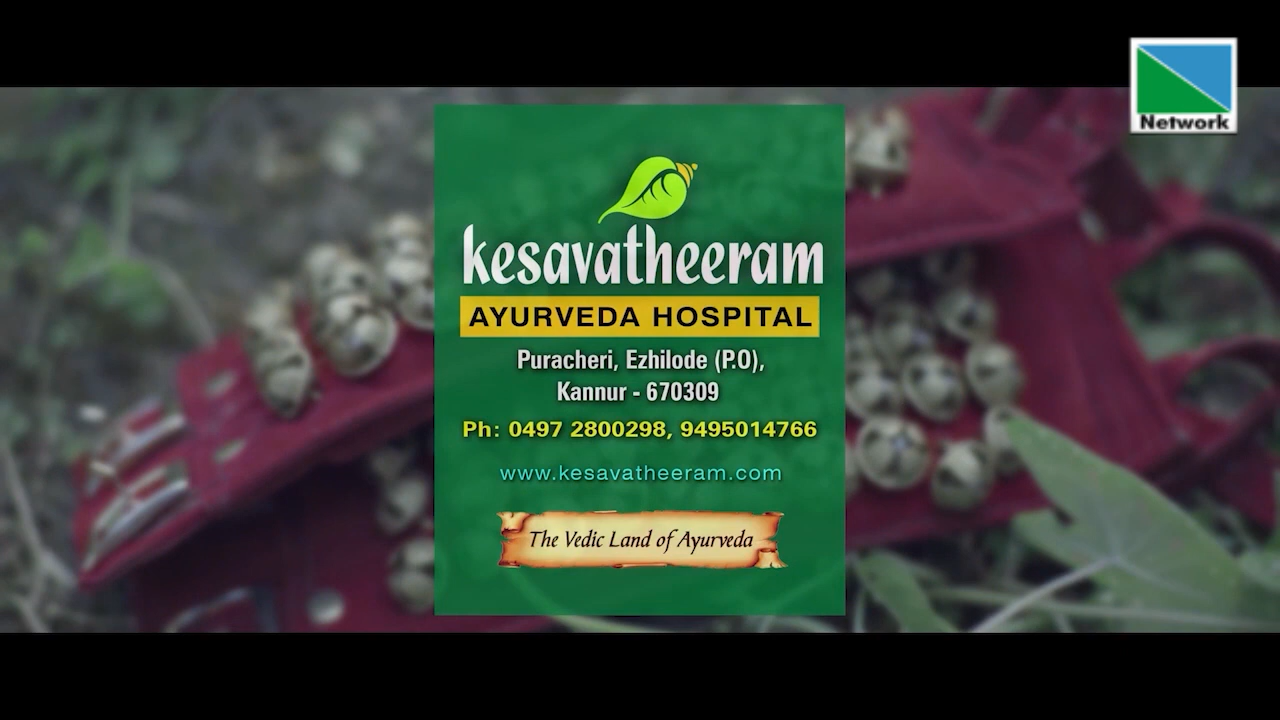 Network
kesavatheeram
AYURVEDA HOSPITAL
Puracheri, Ezhilode (P.O),
Kannur - 670309
Ph: 0497 2800298, 9495014766
www.kesavatheeram.com
The Vedic Land of Ayurveda